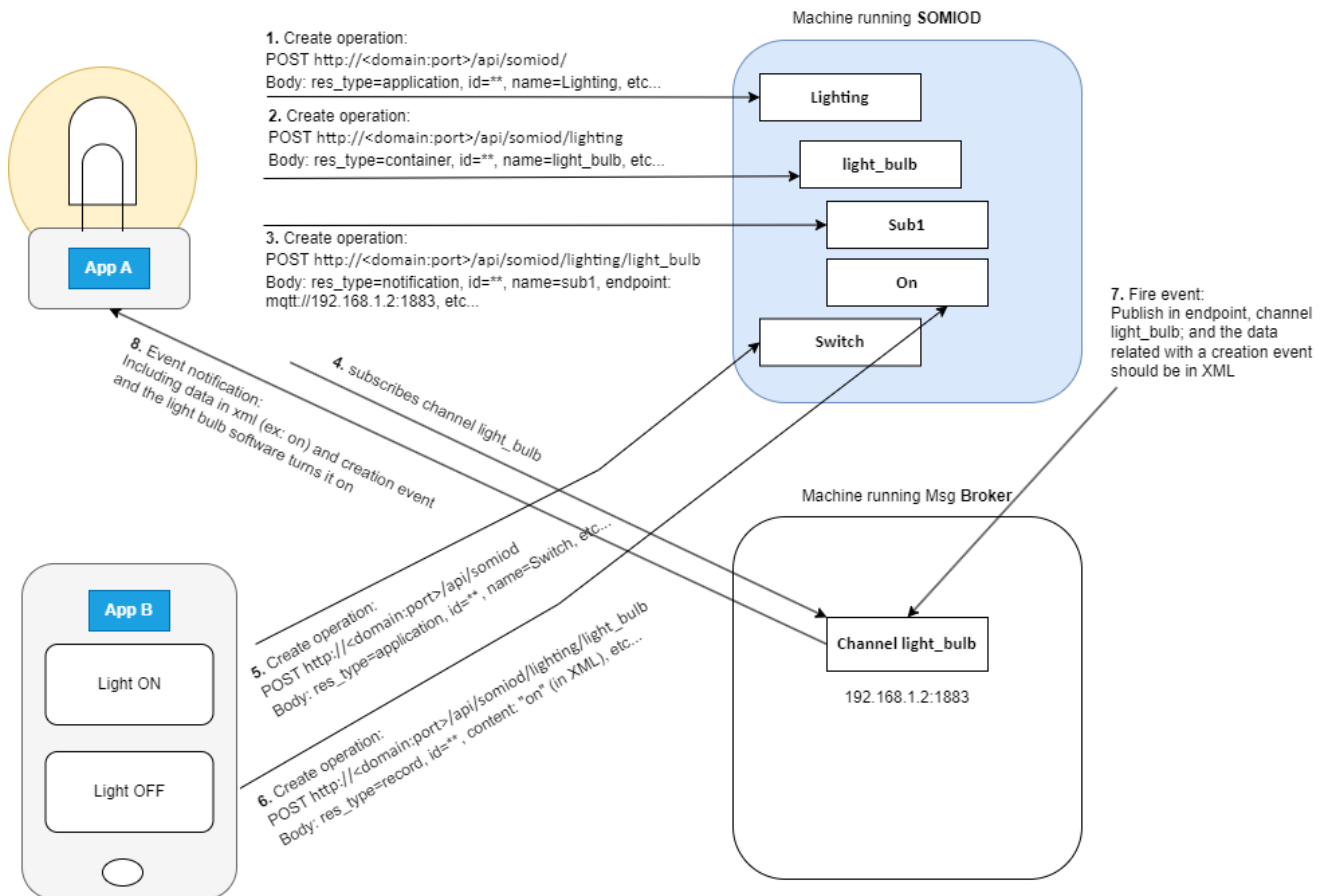 Machine running SOMIOD
1. Create operation:
POST http://<domain:port>/api/somiod/
Body: res_type=application, id=**, name=Lighting, etc...
Lighting
2. Create operation:
POST http://<domain:port>/api/somiod/lighting
Body: res_type=container, id=**, name=light_bulb, etc...
light_bulb
Sub1
3. Create operation:
POST http://<domain:port>/api/somiod/lighting/light_bulb
Body: res_type=notification, id=**, name=sub1, endpoint:
mqtt://192.168.1.2:1883, etc...
On
Switch
App A
7. Fire event:
Publish in endpoint, channel
light_bulb; and the data
related with a creation event
should be in XML
8. Event notification:
Including data in xml (ex: on) and creation event
and the light bulb software turns it on
4. subscribes channel light_bulb
Machine running Msg Broker
Channel light_bulb
192.168.1.2:1883
App B
Light ON
Light OFF
5. Create operation:
POST http://<domain:port>/api/somiod
Body: res_type=application, id=** , name=Switch, etc...
6. Create operation:
POST http://<domain:port>/api/somiod/lighting/light_bulb
Body: res_type=record, id=** , content: "on" (in XML), etc...